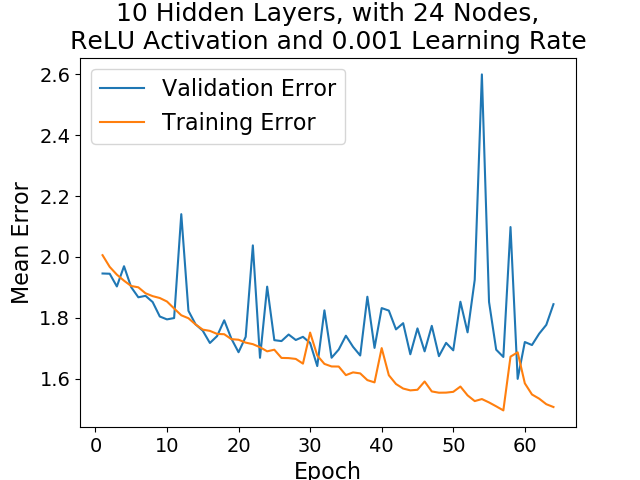 10 Hidden Layers, with 24 Nodes,
ReLU Activation and 0.001 Learning Rate
Validation Error
Training Error
Mean Error
2.6
2.4
2.2
2.0
1.8
1.6
0 10 20 30 40 50 60
Epoch